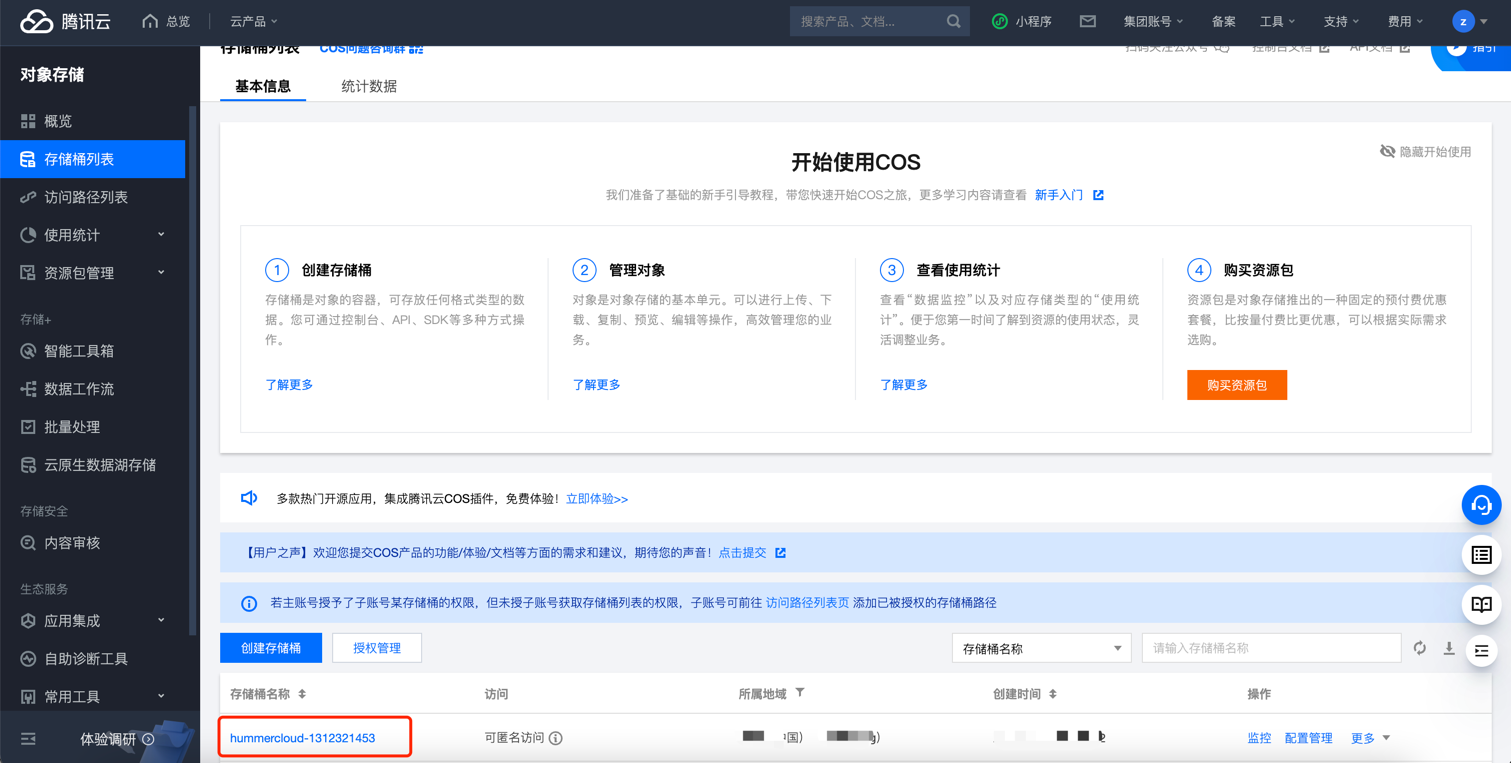 腾讯云
总览
云产品
搜索产品、文档...
小程序
集团账号
备案
工具
支持
费用
z
对象存储
概览
存储桶列表
访问路径列表
使用统计
资源包管理
存储+
智能工具箱
数据工作流
批量处理
云原生数据湖存储
存储安全
内容审核
生态服务
应用集成
自助诊断工具
常用工具
体验调研
存储桶列表
COS问题咨询群
扫码关注公众号
控制台文档
API文档
指引
基本信息
统计数据
隐藏开始使用
开始使用COS
我们准备了基础的新手引导教程，带您快速开始COS之旅，更多学习内容请查看 新手入门
1 创建存储桶
存储桶是对象的容器，可存放任何格式类型的数
据。您可通过控制台、API、SDK等多种方式操
作。
了解更多
2 管理对象
对象是对象存储的基本单元。可以进行上传、下
载、复制、预览、编辑等操作，高效管理您的业
务。
了解更多
3 查看使用统计
查看“数据监控”以及对应存储类型的“使用统
计”。便于您第一时间了解到资源的使用状态，灵
活调整业务。
了解更多
4 购买资源包
资源包是对象存储推出的一种固定的预付费优惠
套餐，比按量付费比更优惠，可以根据实际需求
选购。
购买资源包
多款热门开源应用，集成腾讯云COS插件，免费体验！立即体验>>
【用户之声】欢迎您提交COS产品的功能/体验/文档等方面的需求和建议，期待您的声音！点击提交
若主账号授予了子账号某存储桶的权限，但未授子账号获取存储桶列表的权限，子账号可前往 访问路径列表页 添加已被授权的存储桶路径
创建存储桶
授权管理
存储桶名称
请输入存储桶名称
存储桶名称
访问
所属地域
创建时间
操作
hummercloud-1312321453
可匿名访问
国）
监控
配置管理
更多